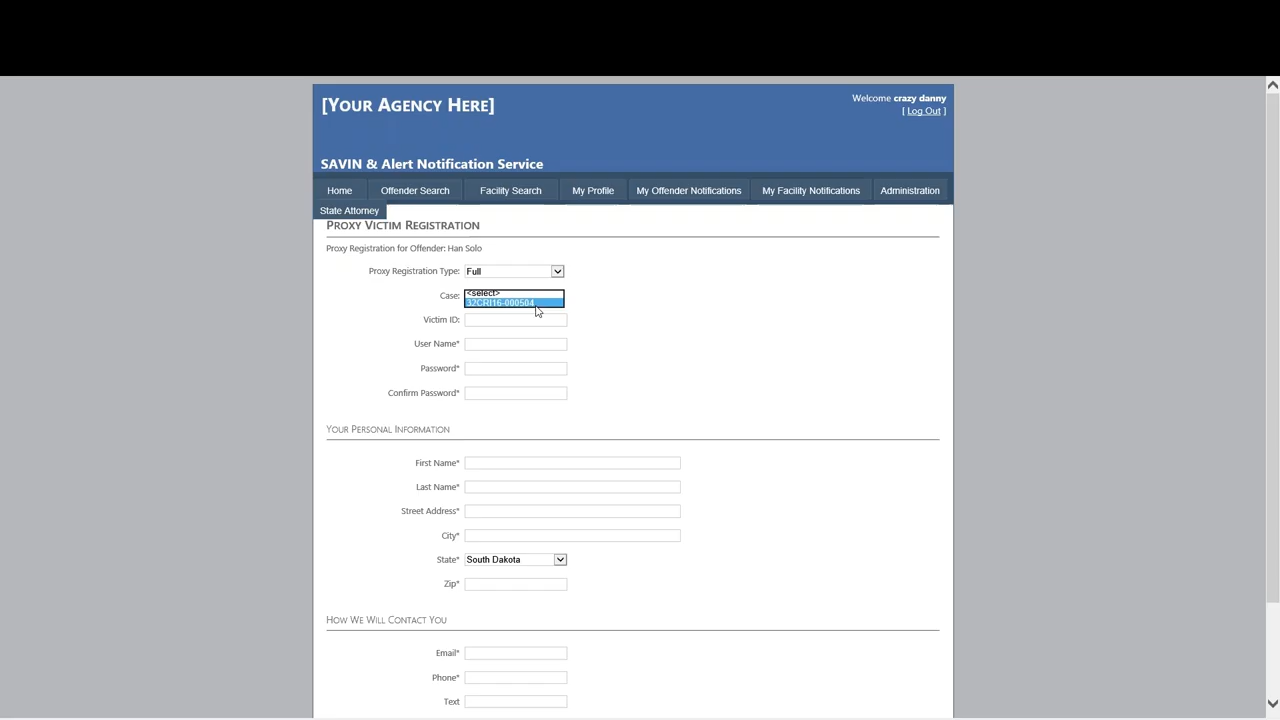 [YOUR AGENCY HERE]
Welcome crazy danny
[ Log Out ]
SAVIN & Alert Notification Service
Home Offender Search Facility Search My Profile My Offender Notifications My Facility Notifications Administration
State Attorney
PROXY VICTIM REGISTRATION
Proxy Registration for Offender: Han Solo
Proxy Registration Type: Full
Case: <select>
32CRI16-000504
Victim ID:
User Name*
Password*
Confirm Password*
YOUR PERSONAL INFORMATION
First Name*
Last Name*
Street Address*
City*
State* South Dakota
Zip*
HOW WE WILL CONTACT YOU
Email*
Phone*
Text